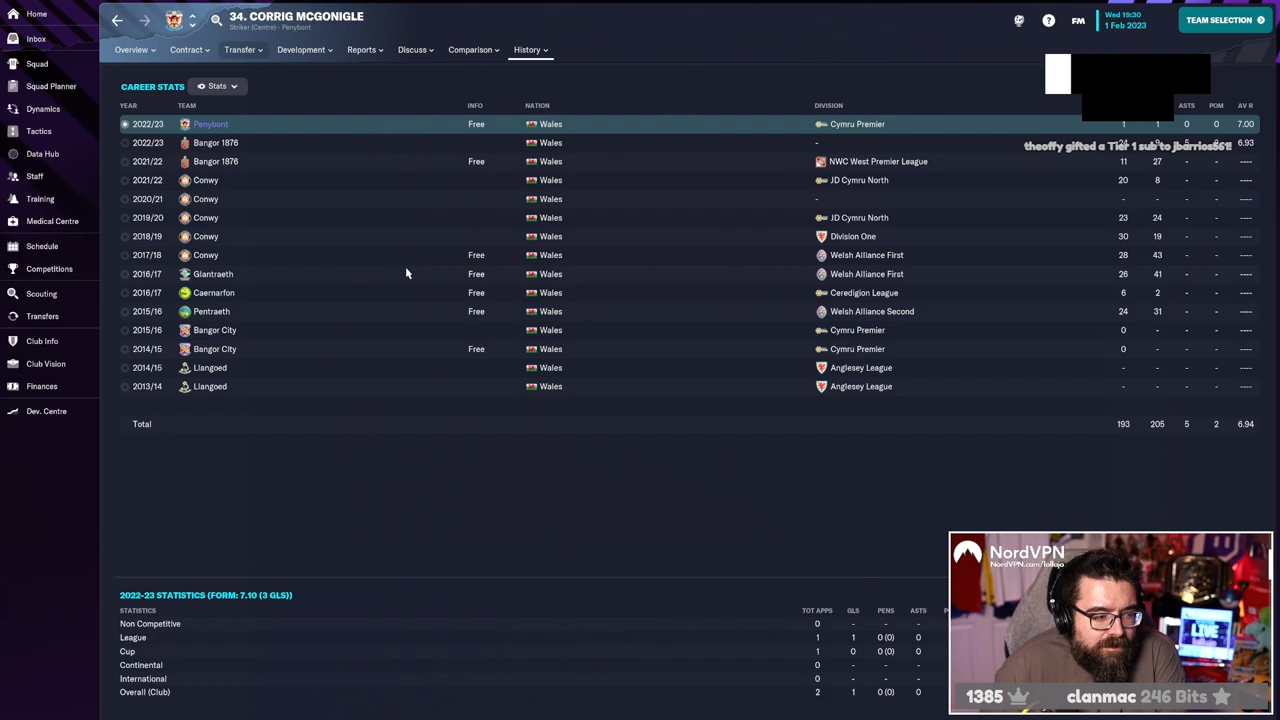 Home
Inbox
Squad
Squad Planner
Dynamics
Tactics
Data Hub
Staff
Training
Medical Centre
Schedule
Competitions
Scouting
Transfers
Club Info
Club Vision
Finances
Dev. Centre
34. CORRIG MCGONIGLE
Striker (Centre) - Penybont
FM
Wed 19:30
1 Feb 2023
TEAM SELECTION
Overview Contract Transfer Development Reports Discuss Comparison History
CAREER STATS Stats
YEAR TEAM INFO NATION DIVISION ASTS POM AV R
2022/23 Penybont Free Wales Cymru Premier 1 1 0 0 7.00
2022/23 Bangor 1876 Wales - 6.93
theoffy gifted a Tier 1 sub to jbarrios561!
2021/22 Bangor 1876 Free Wales NWC West Premier League 11 27 - - ----
2021/22 Conwy Wales JD Cymru North 20 8 - - ----
2020/21 Conwy Wales - - - - - ----
2019/20 Conwy Wales JD Cymru North 23 24 - - ----
2018/19 Conwy Wales Division One 30 19 - - ----
2017/18 Conwy Free Wales Welsh Alliance First 28 43 - - ----
2016/17 Glantraeth Free Wales Welsh Alliance First 26 41 - - ----
2016/17 Caernarfon Free Wales Ceredigion League 6 2 - - ----
2015/16 Pentraeth Free Wales Welsh Alliance Second 24 31 - - ----
2015/16 Bangor City Wales Cymru Premier 0 - - - ----
2014/15 Bangor City Free Wales Cymru Premier 0 - - - ----
2014/15 Llangoed Wales Anglesey League - - - - ----
2013/14 Llangoed Wales Anglesey League - - - - ----
Total 193 205 5 2 6.94
2022-23 STATISTICS (FORM: 7.10 (3 GLS))
STATISTICS TOT APPS GLS PENS ASTS
Non Competitive 0 - - -
League 1 1 0 (0) 0
Cup 1 0 0 (0) 0
Continental 0 - - -
International 0 - - -
Overall (Club) 2 1 0 (0) 0
NordVPN
NordVPN.com/lollujo
LIVE
1385 clanmac 246 Bits